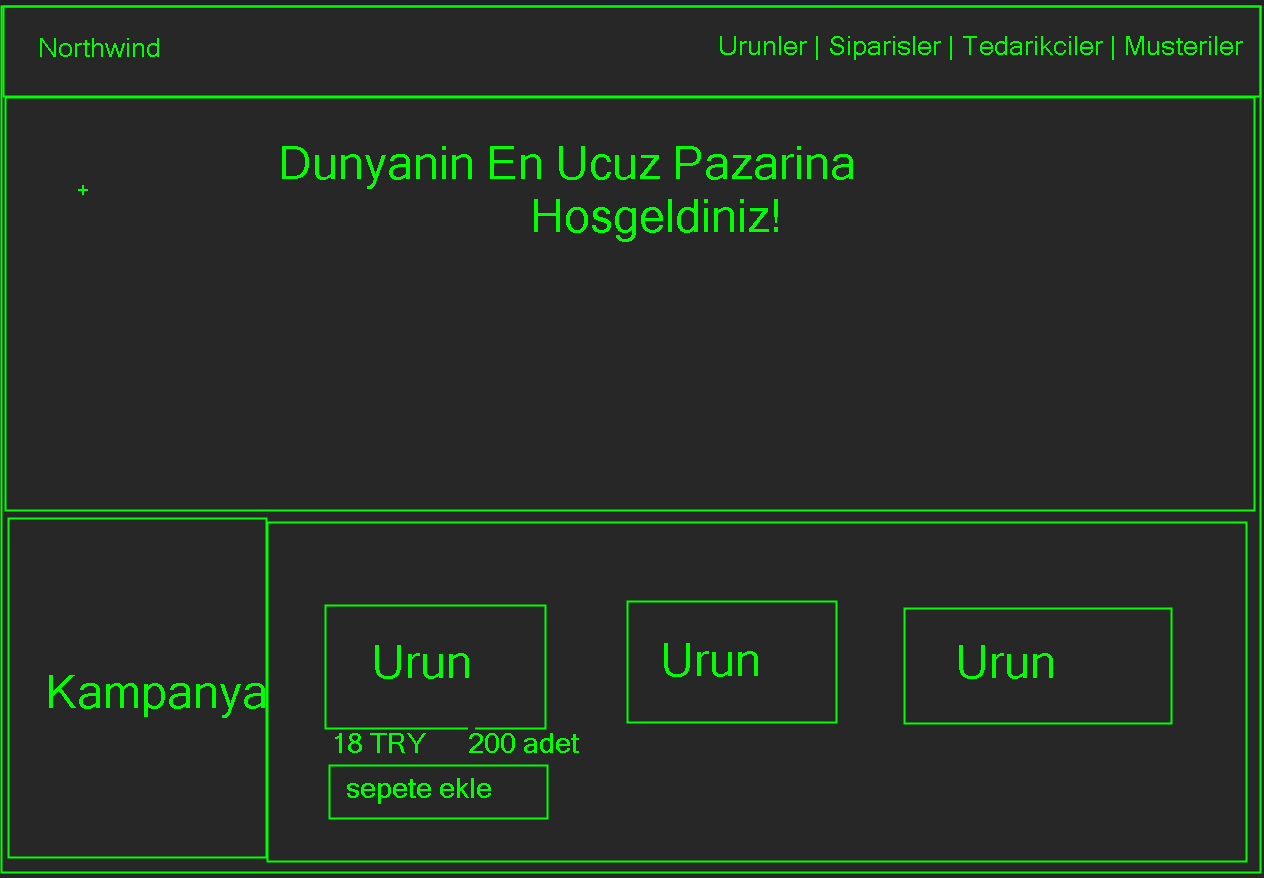 Northwind
Urunler | Siparisler | Tedarikciler | Musteriler
Dunyanin En Ucuz Pazarina
Hosgeldiniz!
+
Kampanya
Urun
Urun
Urun
18 TRY 200 adet
sepete ekle